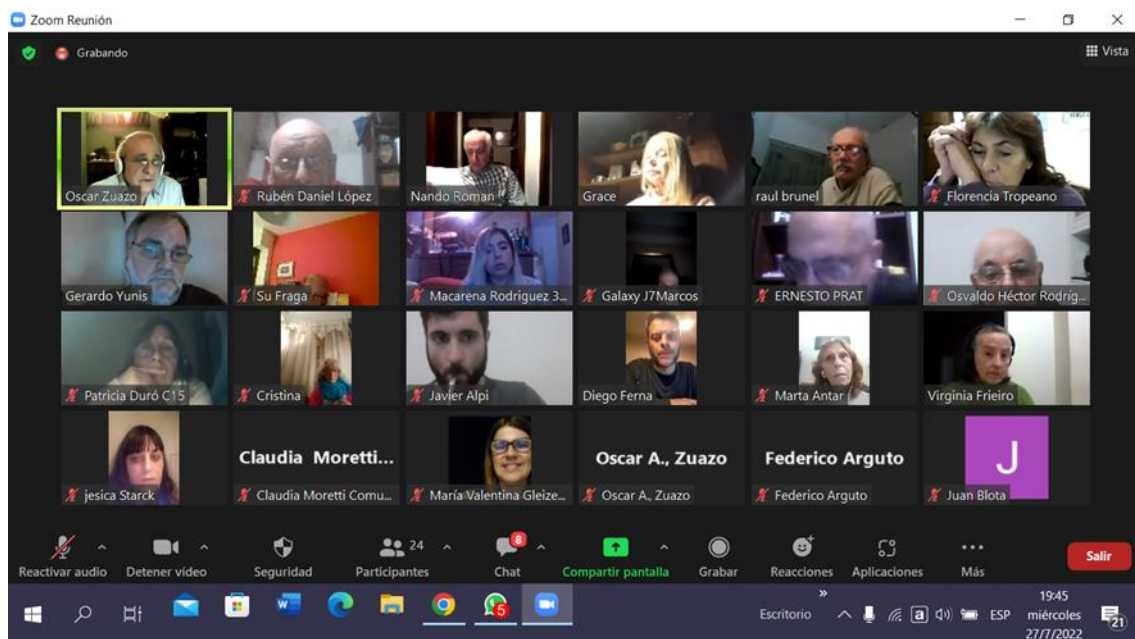 Zoom Reunión
Grabando
Vista
Oscar Zuazo
Rubén Daniel López
Nando Roman
Grace
raul brunel
Florencia Tropeano
Gerardo Yunis
Su Fraga
Macarena Rodriguez 3...
Galaxy J7Marcos
ERNESTO PRAT
Osvaldo Héctor Rodríg...
Patricia Duró C15
Cristina
Javier Alpi
Diego Ferna
Marta Antar
Virginia Frieiro
jesica Starck
Claudia Moretti...
Claudia Moretti Comu...
María Valentina Gleize...
Oscar A., Zuazo
Oscar A., Zuazo
Federico Arguto
Federico Arguto
J
Juan Blota
24
8
Reactivar audio
Detener vídeo
Seguridad
Participantes
Chat
Compartir pantalla
Grabar
Reacciones
Aplicaciones
Más
Salir
5
Escritorio
»
a
ESP
19:45
miércoles
27/7/2022
21